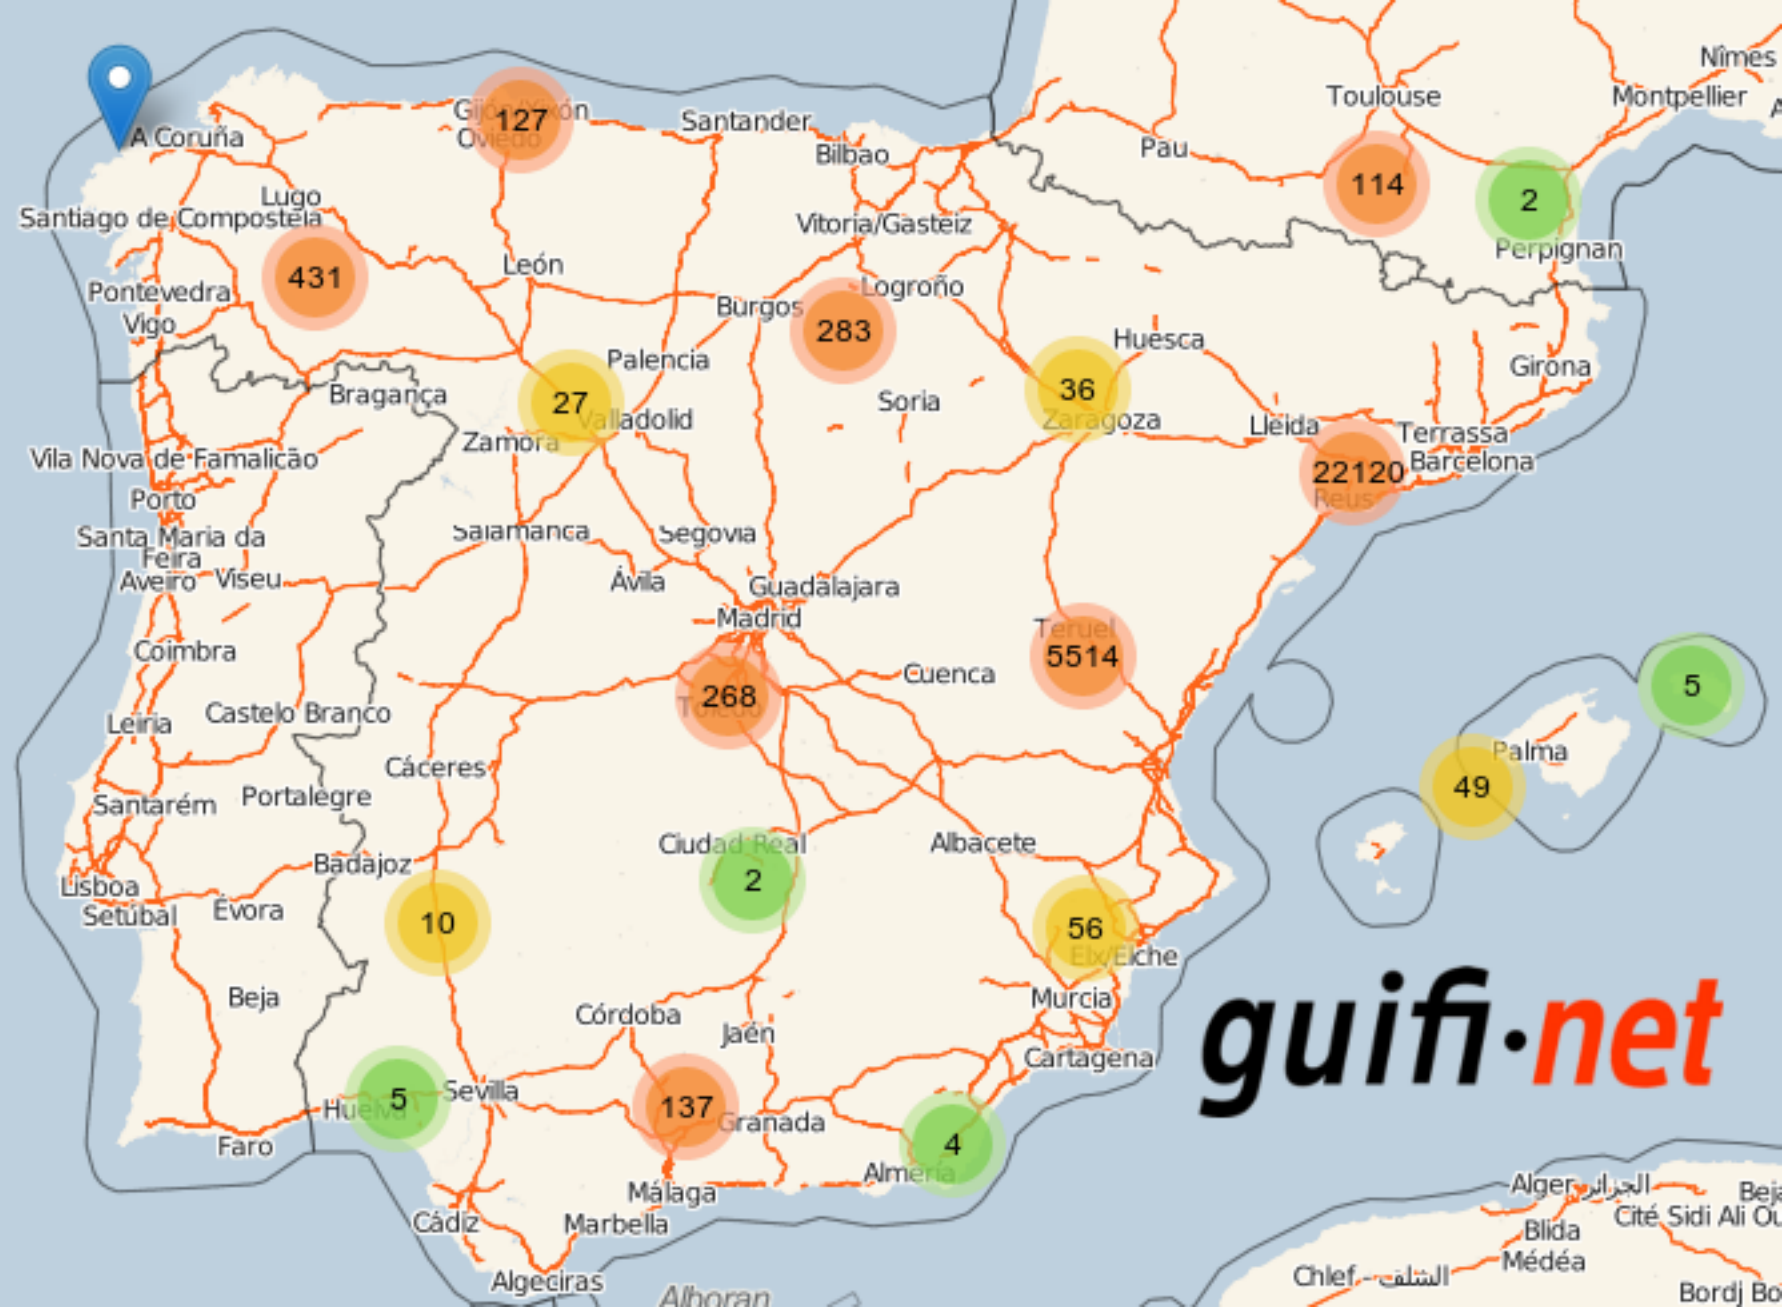 Nîmes
Toulouse
Montpellier
A
Gijón/Xixón
127
Oviedo
Santander
A Coruña
Bilbao
Pau
114
2
Lugo
Santiago de Compostela
Vitoria/Gasteiz
Perpignan
431
León
Pontevedra
Logroño
Burgos
Vigo
283
Huesca
Palencia
Girona
Bragança
27
36
Soria
Valladolid
Zaragoza
Lleida
Terrassa
Zamora
Vila Nova de Famalicão
Barcelona
22120
Reus
Porto
Salamanca
Segovia
Santa Maria da
Feira
Aveiro
Viseu
Ávila
Guadalajara
Madrid
Teruel
5514
Coimbra
Cuenca
5
268
Toledo
Castelo Branco
Leiria
Palma
Cáceres
49
Portalegre
Santarém
Ciudad Real
Albacete
Badajoz
2
Lisboa
Évora
Setúbal
10
56
Elx/Elche
Beja
Murcia
Córdoba
Jaén
guifi·net
Cartagena
Sevilla
5
Huelva
137
Granada
Faro
4
Almería
Málaga
Alger الجزائر
Beja
Cité Sidi Ali Ou
Cádiz
Marbella
Blida
Médéa
Chlef - الشلف
Algeciras
Bordj Bo
Alboran